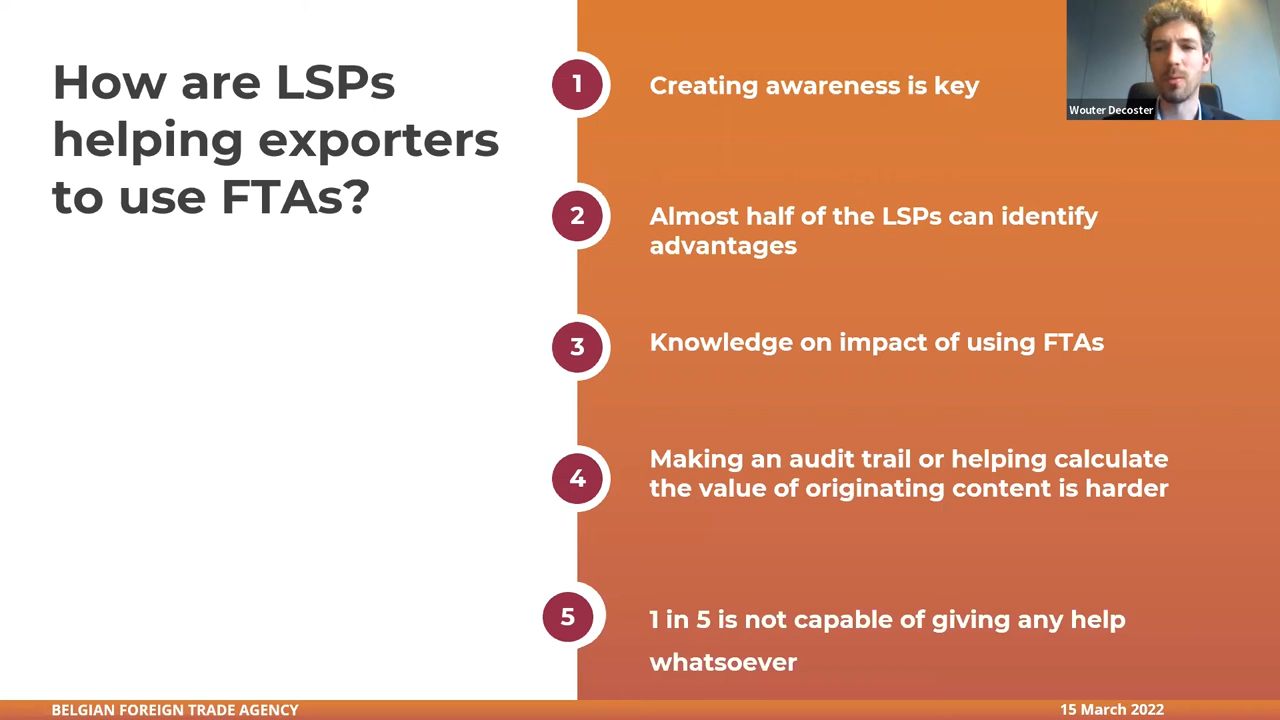 How are LSPs
helping exporters
to use FTAs?
1
Creating awareness is key
Wouter Decoster
2
Almost half of the LSPs can identify
advantages
3
Knowledge on impact of using FTAs
4
Making an audit trail or helping calculate
the value of originating content is harder
5
1 in 5 is not capable of giving any help
whatsoever
BELGIAN FOREIGN TRADE AGENCY
15 March 2022